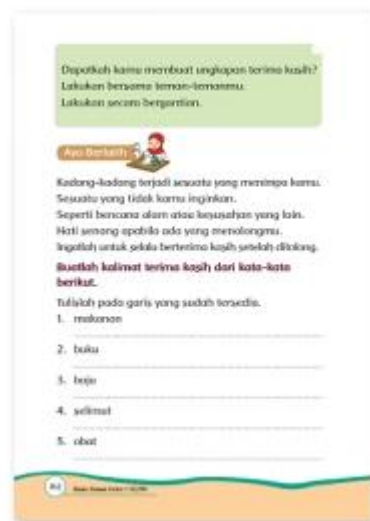 Dapatkah kamu membuat ungkapan terima kasih?
Lakukan bersama teman-temanmu.
Lakukan secara bergantian.
Ayo Berlatih
Kadang-kadang terjadi sesuatu yang menimpa kamu.
Sesuatu yang tidak kamu inginkan.
Seperti bencana alam atau kesusahan yang lain.
Hati senang apabila ada yang menolongmu.
Ingatlah untuk selalu berterima kasih setelah ditolong.
Buatlah kalimat terima kasih dari kata-kata
berikut.
Tulislah pada garis yang sudah tersedia.
1. makanan
2. buku
3. baju
4. selimut
5. obat